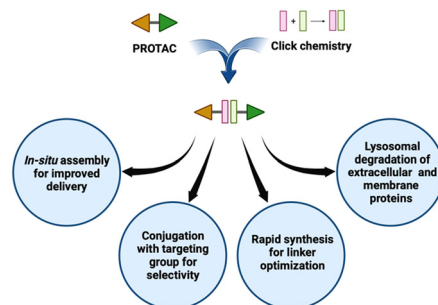 PROTAC
+
Click chemistry
In-situ assembly
for improved
delivery
Conjugation
with targeting
group for
selectivity
Rapid synthesis
for linker
optimization
Lysosomal
degradation of
extracellular and
membrane
proteins